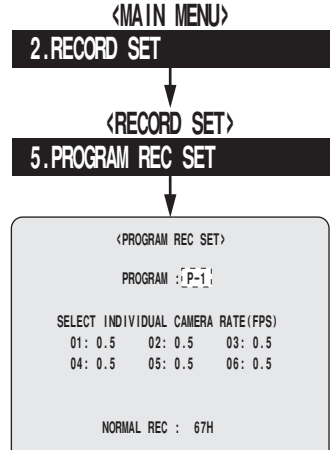 <MAIN MENU>
2.RECORD SET
<RECORD SET>
5.PROGRAM REC SET
<PROGRAM REC SET>
PROGRAM : P-1
SELECT INDIVIDUAL CAMERA RATE(FPS)
01: 0.5 02: 0.5 03: 0.5
04: 0.5 05: 0.5 06: 0.5
NORMAL REC : 67H